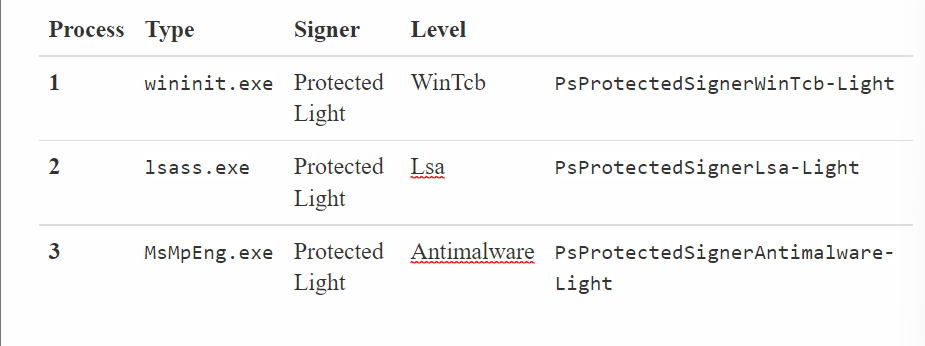 Process Type Signer Level
1 wininit.exe Protected WinTcb PsProtectedSignerWinTcb-Light
Light
2 lsass.exe Protected Lsa PsProtectedSignerLsa-Light
Light
3 MsMpEng.exe Protected Antimalware PsProtectedSignerAntimalware-
Light Light